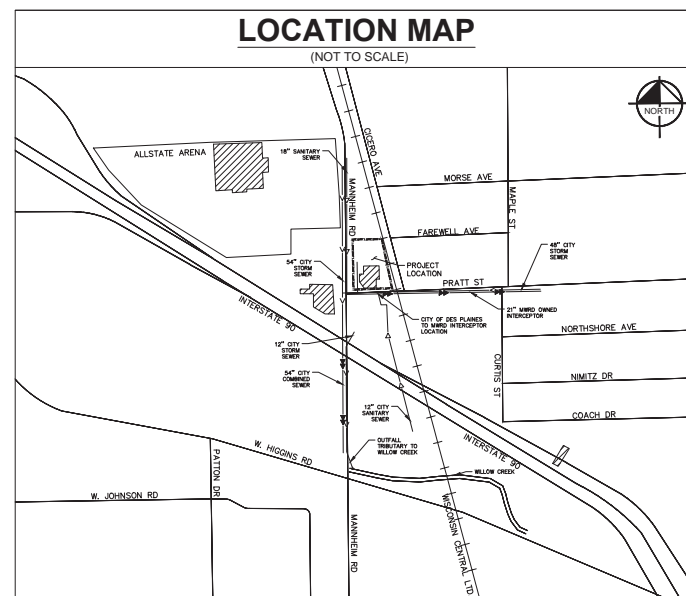 LOCATION MAP
(NOT TO SCALE)
NORTH
ALLSTATE ARENA
18" SANITARY
SEWER
MANNHEIM RD
CICERO AVE
MORSE AVE
MAPLE ST
FAREWELL AVE
48" CITY
STORM
SEWER
54" CITY
STORM
SEWER
PROJECT
LOCATION
PRATT ST
INTERSTATE 90
CITY OF DES PLAINES
TO MWRD INTERCEPTOR
LOCATION
21" MWRD OWNED
INTERCEPTOR
NORTHSHORE AVE
12" CITY
STORM
SEWER
54" CITY
COMBINED
SEWER
CURTIS ST
NIMITZ DR
12" CITY
SANITARY
SEWER
COACH DR
INTERSTATE 90
OUTFALL
TRIBUTARY TO
WILLOW CREEK
W. HIGGINS RD
WILLOW CREEK
PATTON DR
W. JOHNSON RD
MANNHEIM RD
WISCONSIN CENTRAL LTD